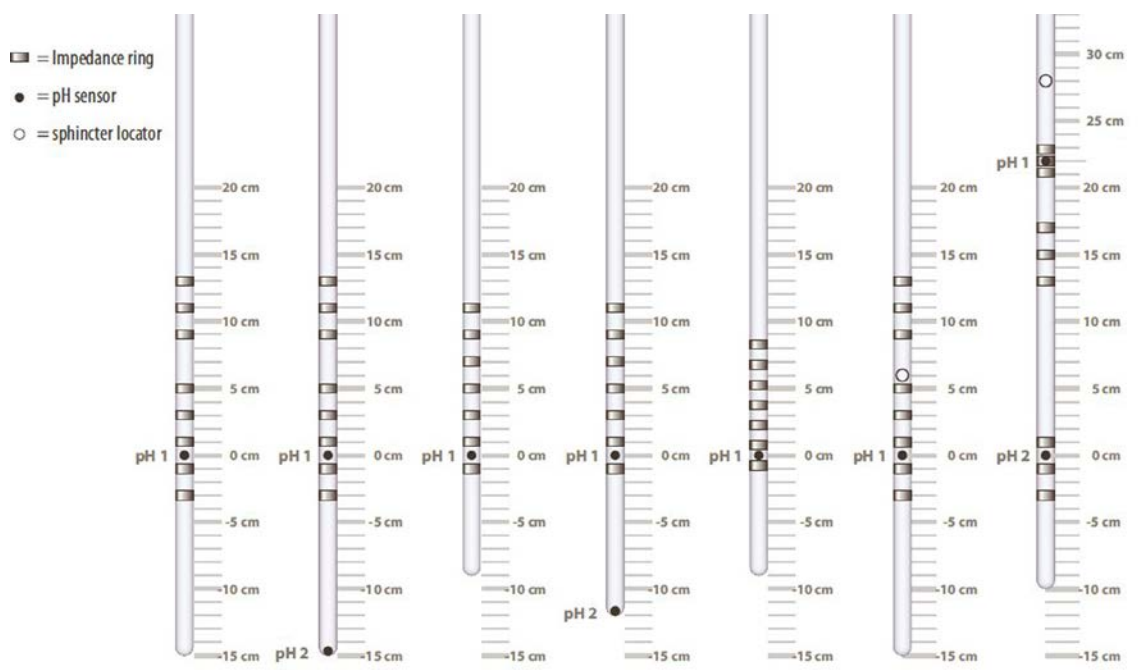 = Impedance ring
= pH sensor
= sphincter locator
30 cm
25 cm
pH 1
20 cm 20 cm 20 cm 20 cm 20 cm 20 cm 20 cm
15 cm 15 cm 15 cm 15 cm 15 cm 15 cm 15 cm
10 cm 10 cm 10 cm 10 cm 10 cm 10 cm 10 cm
5 cm 5 cm 5 cm 5 cm 5 cm 5 cm 5 cm
pH 1 0 cm pH 1 0 cm pH 1 0 cm pH 1 0 cm pH 1 0 cm pH 1 0 cm pH 2 0 cm
-5 cm -5 cm -5 cm -5 cm -5 cm -5 cm -5 cm
-10 cm -10 cm -10 cm -10 cm -10 cm -10 cm -10 cm
pH 2
-15 cm pH 2 -15 cm -15 cm -15 cm -15 cm -15 cm -15 cm